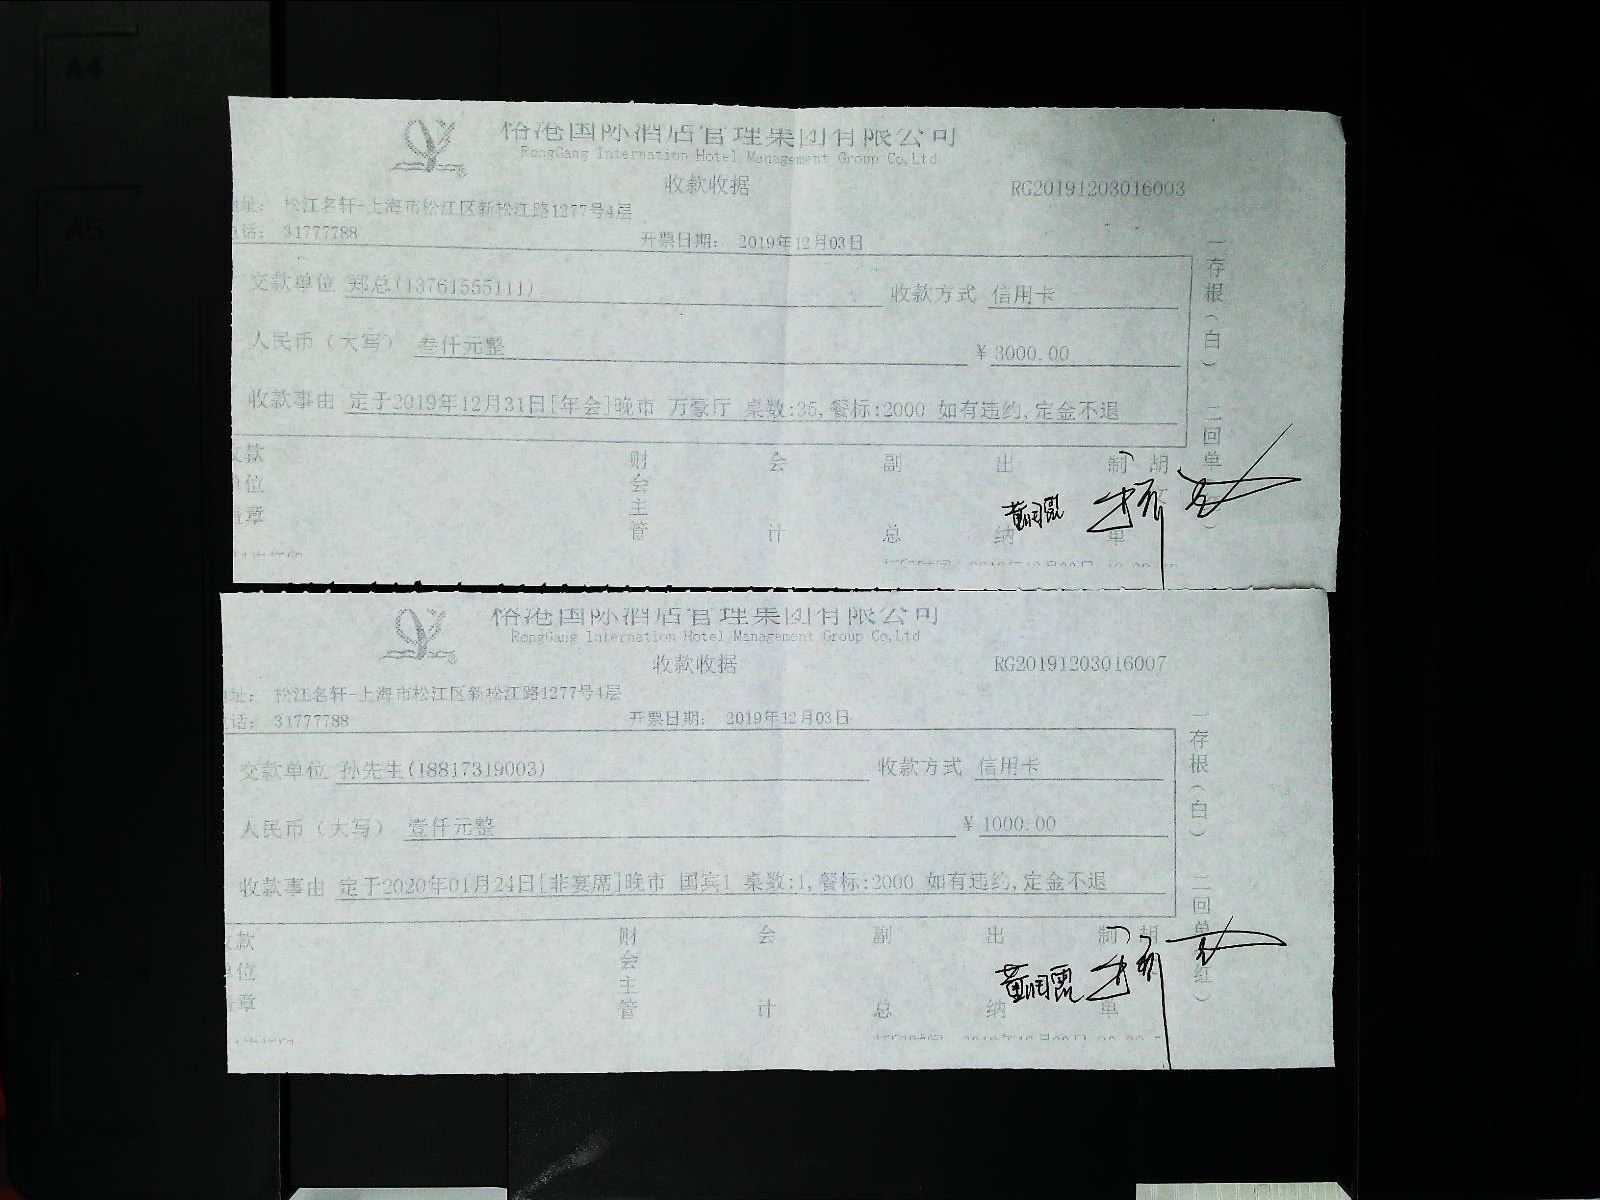 A4
A5
裕港国际酒店管理集团有限公司
RongGang Internation Hotel Management Group Co,Ltd
收款收据
RG20191203016003
地址： 松江名轩-上海市松江区新松江路1277号4层
电话： 31777788
开票日期： 2019年12月03日
交款单位 郑总(13761555111)
收款方式 信用卡
人民币（大写） 叁仟元整
¥ 3000.00
收款事由 定于2019年12月31日[年会]晚市 万豪厅 桌数:35,餐标:2000 如有违约,定金不退
一存根（白） 二回单
收款单位盖章
财会主管
会计
副总
出纳
制单
胡
裕港国际酒店管理集团有限公司
RongGang Internation Hotel Management Group Co,Ltd
收款收据
RG20191203016007
地址： 松江名轩-上海市松江区新松江路1277号4层
电话： 31777788
开票日期： 2019年12月03日
交款单位 孙先生(18817319003)
收款方式 信用卡
人民币（大写） 壹仟元整
¥ 1000.00
收款事由 定于2020年01月24日[非宴席]晚市 国宾1 桌数:1,餐标:2000 如有违约,定金不退
一存根（白） 二回单 红）
收款单位盖章
财会主管
会计
副总
出纳
制单
胡